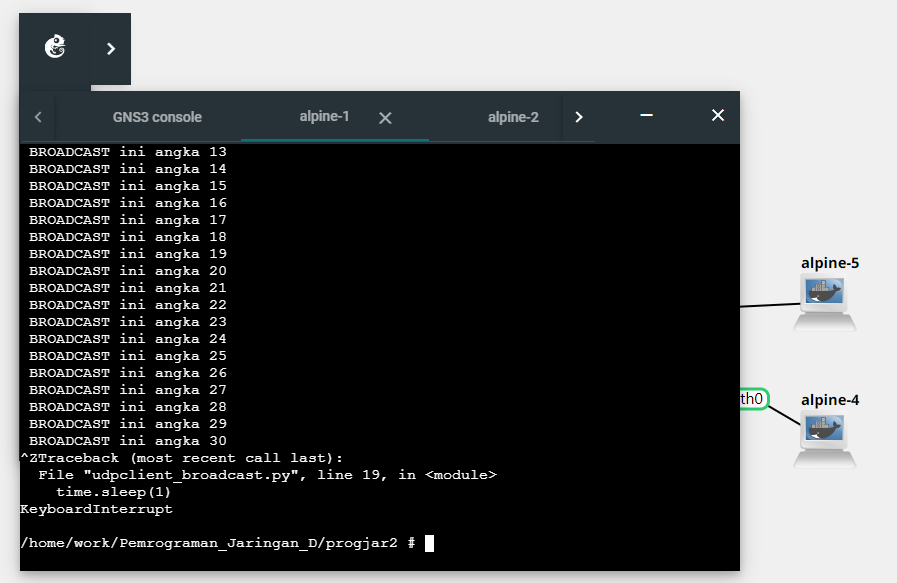 GNS3 console
alpine-1
alpine-2
BROADCAST ini angka 13
BROADCAST ini angka 14
BROADCAST ini angka 15
BROADCAST ini angka 16
BROADCAST ini angka 17
BROADCAST ini angka 18
BROADCAST ini angka 19
BROADCAST ini angka 20
BROADCAST ini angka 21
BROADCAST ini angka 22
BROADCAST ini angka 23
BROADCAST ini angka 24
BROADCAST ini angka 25
BROADCAST ini angka 26
BROADCAST ini angka 27
BROADCAST ini angka 28
BROADCAST ini angka 29
BROADCAST ini angka 30
^ZTraceback (most recent call last):
File "udpclient_broadcast.py", line 19, in <module>
time.sleep(1)
KeyboardInterrupt
/home/work/Pemrograman_Jaringan_D/progjar2 #
alpine-5
th0
alpine-4